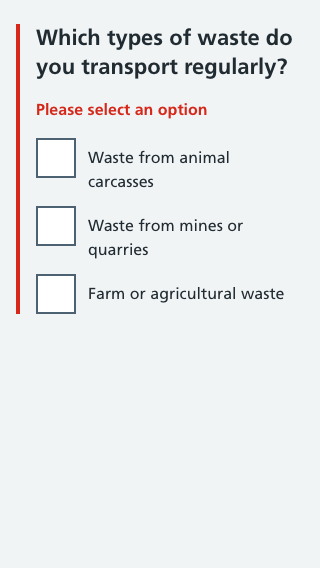 Which types of waste do
you transport regularly?
Please select an option
Waste from animal
carcasses
Waste from mines or
quarries
Farm or agricultural waste